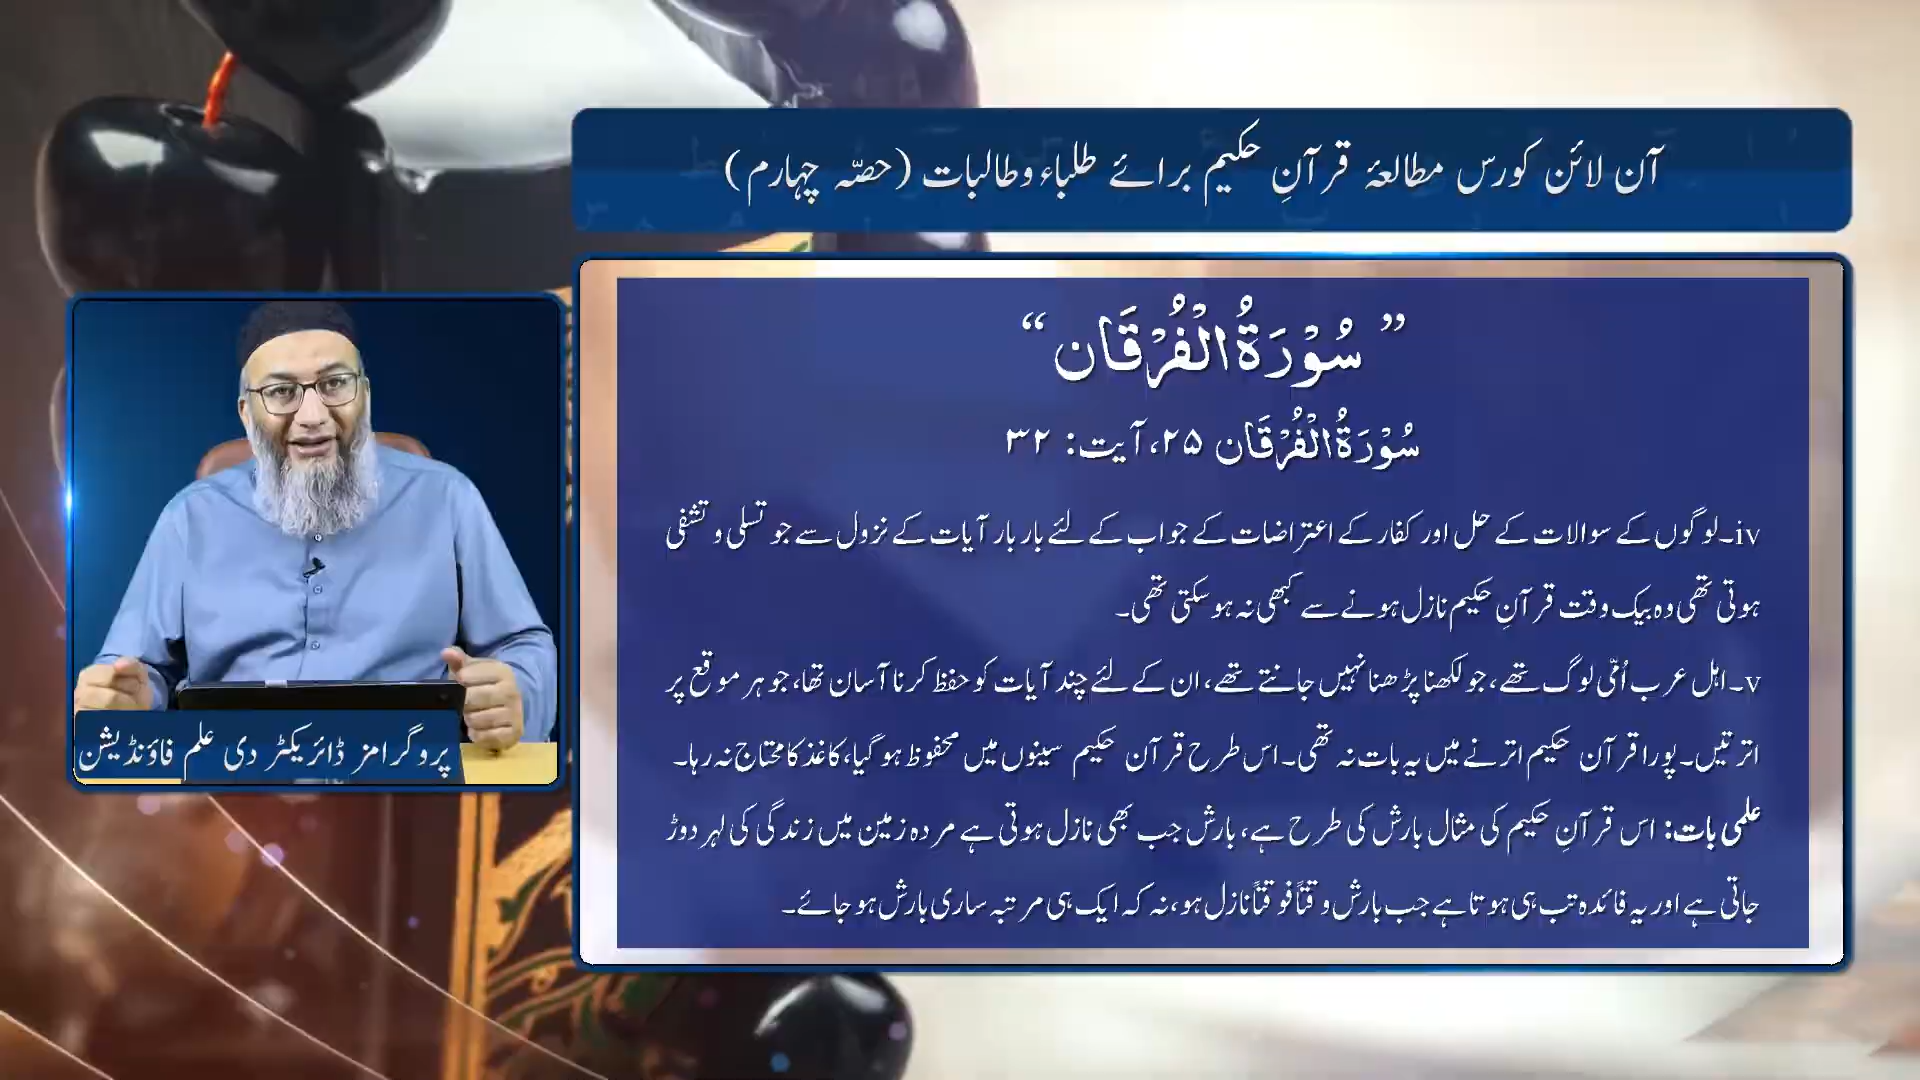 آن لائن کورس مطالعۂ قرآنِ حکیم برائے طلباء وطالبات (حصّہ چہارم)
” سُوْرَۃُ الْفُرْقَان “
سُوْرَۃُ الْفُرْقَان ۲۵، آیت: ۳۲
iv۔لوگوں کے سوالات کے حل اور کفار کے اعتراضات کے جواب کے لئے بار بار آیات کے نزول سے جو تسلی و تشفی
ہوتی تھی وہ بیک وقت قرآنِ حکیم نازل ہونے سے کبھی نہ ہوسکتی تھی۔
v۔اہل عرب اُمّی لوگ تھے، جو لکھنا پڑھنا نہیں جانتے تھے، ان کے لئے چند آیات کو حفظ کرنا آسان تھا، جو ہر موقع پر
اترتیں۔ پورا قرآن حکیم اترنے میں یہ بات نہ تھی۔ اس طرح قرآن حکیم سینوں میں محفوظ ہوگیا، کاغذ کا محتاج نہ رہا۔
علمی بات: اس قرآنِ حکیم کی مثال بارش کی طرح ہے، بارش جب بھی نازل ہوتی ہے مردہ زمین میں زندگی کی لہر دوڑ
جاتی ہے اور یہ فائدہ تب ہی ہوتا ہے جب بارش وقتاً فوقتاً نازل ہو، نہ کہ ایک ہی مرتبہ ساری بارش ہو جائے۔
پروگرامز ڈائریکٹر دی علم فاؤنڈیشن